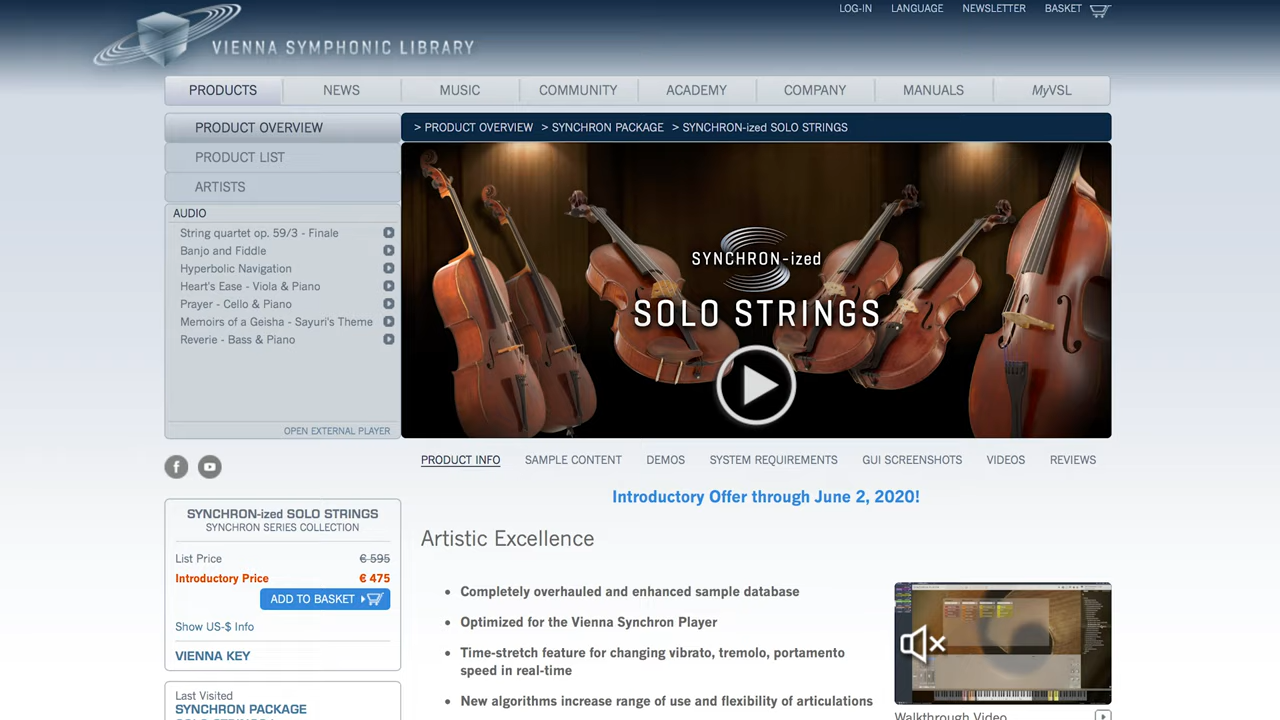 LOG-IN LANGUAGE NEWSLETTER BASKET
VIENNA SYMPHONIC LIBRARY
PRODUCTS NEWS MUSIC COMMUNITY ACADEMY COMPANY MANUALS MyVSL
PRODUCT OVERVIEW
PRODUCT LIST
ARTISTS
AUDIO
String quartet op. 59/3 - Finale
Banjo and Fiddle
Hyperbolic Navigation
Heart's Ease - Viola & Piano
Prayer - Cello & Piano
Memoirs of a Geisha - Sayuri's Theme
Reverie - Bass & Piano
OPEN EXTERNAL PLAYER
> PRODUCT OVERVIEW > SYNCHRON PACKAGE > SYNCHRON-ized SOLO STRINGS
SYNCHRON-ized
SOLO STRINGS
PRODUCT INFO SAMPLE CONTENT DEMOS SYSTEM REQUIREMENTS GUI SCREENSHOTS VIDEOS REVIEWS
SYNCHRON-ized SOLO STRINGS
SYNCHRON SERIES COLLECTION
List Price € 595
Introductory Price € 475
ADD TO BASKET
Show US-$ Info
VIENNA KEY
Last Visited
SYNCHRON PACKAGE
Introductory Offer through June 2, 2020!
Artistic Excellence
• Completely overhauled and enhanced sample database
• Optimized for the Vienna Synchron Player
• Time-stretch feature for changing vibrato, tremolo, portamento
speed in real-time
• New algorithms increase range of use and flexibility of articulations
Walkthrough Video